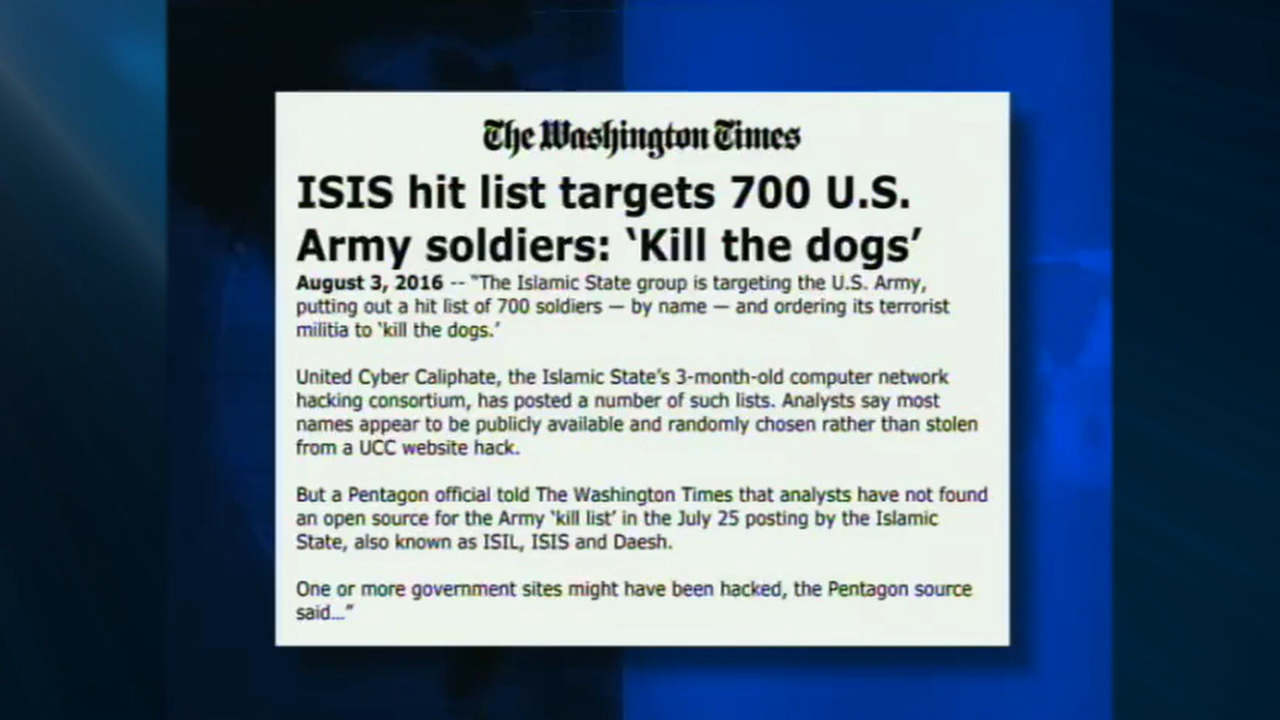 The Washington Times
ISIS hit list targets 700 U.S.
Army soldiers: ‘Kill the dogs’
August 3, 2016 -- “The Islamic State group is targeting the U.S. Army,
putting out a hit list of 700 soldiers — by name — and ordering its terrorist
militia to ‘kill the dogs.’
United Cyber Caliphate, the Islamic State’s 3-month-old computer network
hacking consortium, has posted a number of such lists. Analysts say most
names appear to be publicly available and randomly chosen rather than stolen
from a UCC website hack.
But a Pentagon official told The Washington Times that analysts have not found
an open source for the Army ‘kill list’ in the July 25 posting by the Islamic
State, also known as ISIL, ISIS and Daesh.
One or more government sites might have been hacked, the Pentagon source
said...”